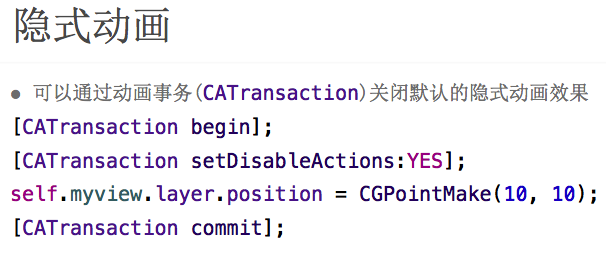 隐式动画
● 可以通过动画事务(CATransaction)关闭默认的隐式动画效果
[CATransaction begin];
[CATransaction setDisableActions:YES];
self.myview.layer.position = CGPointMake(10, 10);
[CATransaction commit];